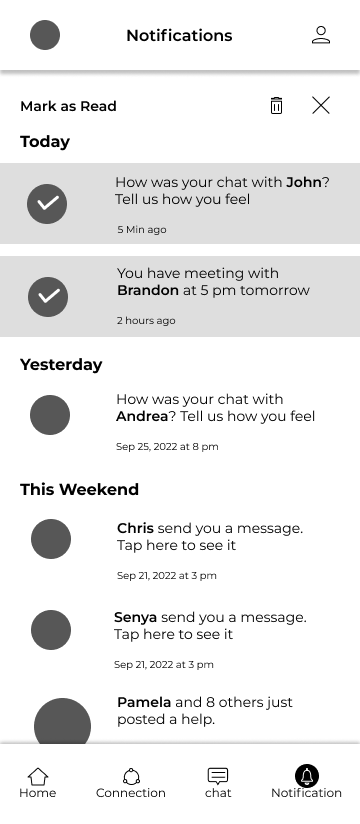 Notifications
Mark as Read
Today
How was your chat with John?
Tell us how you feel
5 Min ago
You have meeting with
Brandon at 5 pm tomorrow
2 hours ago
Yesterday
How was your chat with
Andrea? Tell us how you feel
Sep 25, 2022 at 8 pm
This Weekend
Chris send you a message.
Tap here to see it
Sep 21, 2022 at 3 pm
Senya send you a message.
Tap here to see it
Sep 21, 2022 at 3 pm
Pamela and 8 others just
posted a help.
Home
Connection
chat
Notification